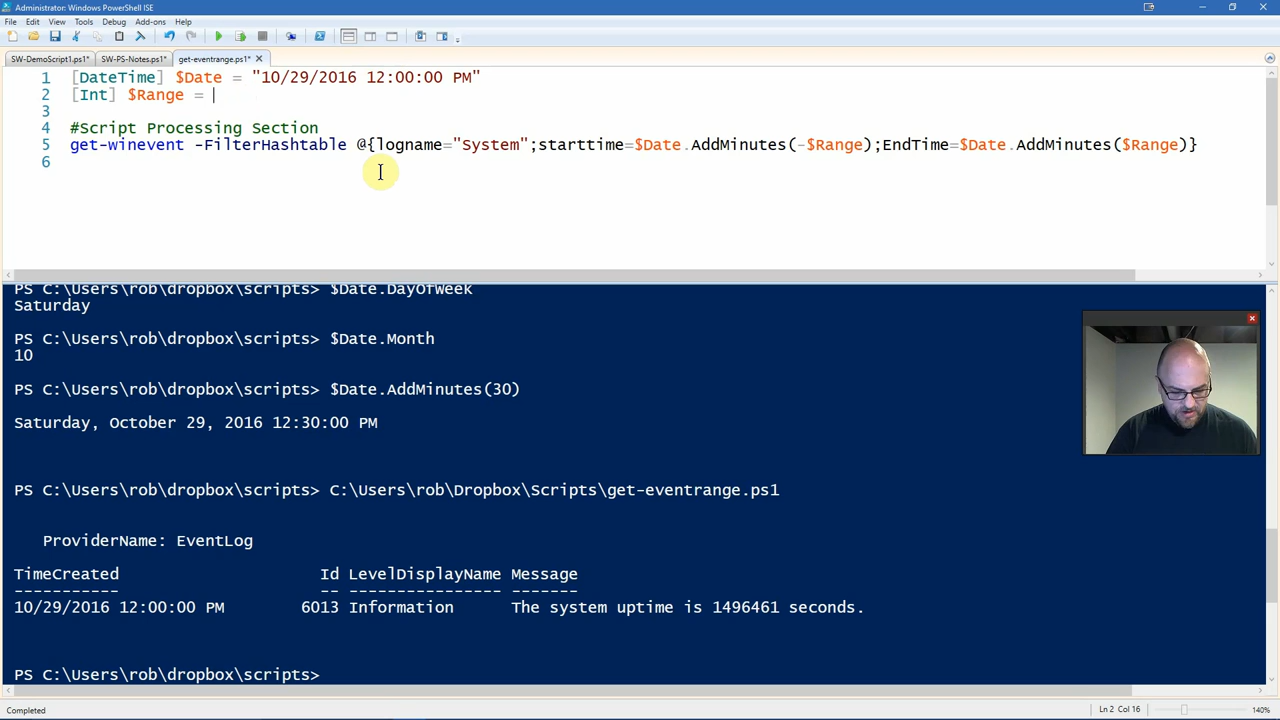 Administrator: Windows PowerShell ISE
File Edit View Tools Debug Add-ons Help
SW-DemoScript1.ps1* SW-PS-Notes.ps1* get-eventrange.ps1*
1 [DateTime] $Date = "10/29/2016 12:00:00 PM"
2 [Int] $Range =
3
4 #Script Processing Section
5 get-winevent -FilterHashtable @{logname="System";starttime=$Date.AddMinutes(-$Range);EndTime=$Date.AddMinutes($Range)}
6
PS C:\Users\rob\dropbox\scripts> $Date.DayOfWeek
Saturday
PS C:\Users\rob\dropbox\scripts> $Date.Month
10
PS C:\Users\rob\dropbox\scripts> $Date.AddMinutes(30)
Saturday, October 29, 2016 12:30:00 PM
PS C:\Users\rob\dropbox\scripts> C:\Users\rob\Dropbox\Scripts\get-eventrange.ps1
ProviderName: EventLog
TimeCreated Id LevelDisplayName Message
----------- -- ---------------- -------
10/29/2016 12:00:00 PM 6013 Information The system uptime is 1496461 seconds.
PS C:\Users\rob\dropbox\scripts>
Completed Ln 2 Col 16 140%